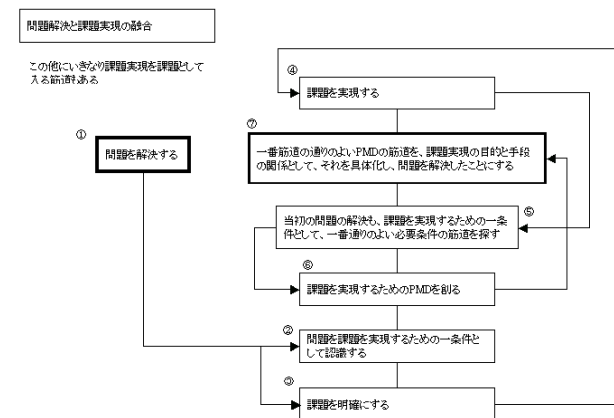 問題解決と課題実現の融合
この他にいきなり課題実現を課題として
入る筋道もある
④
課題を実現する
⑦
①
問題を解決する
一番筋道の通りのよいPMDの筋道を、課題実現の目的と手段
の関係として、それを具体化し、問題を解決したことにする
⑤
当初の問題の解決も、課題を実現するための一条
件として、一番通りのよい必要条件の筋道を探す
⑥
課題を実現するためのPMDを創る
②
問題を課題を実現するための一条件と
して認識する
③
課題を明確にする